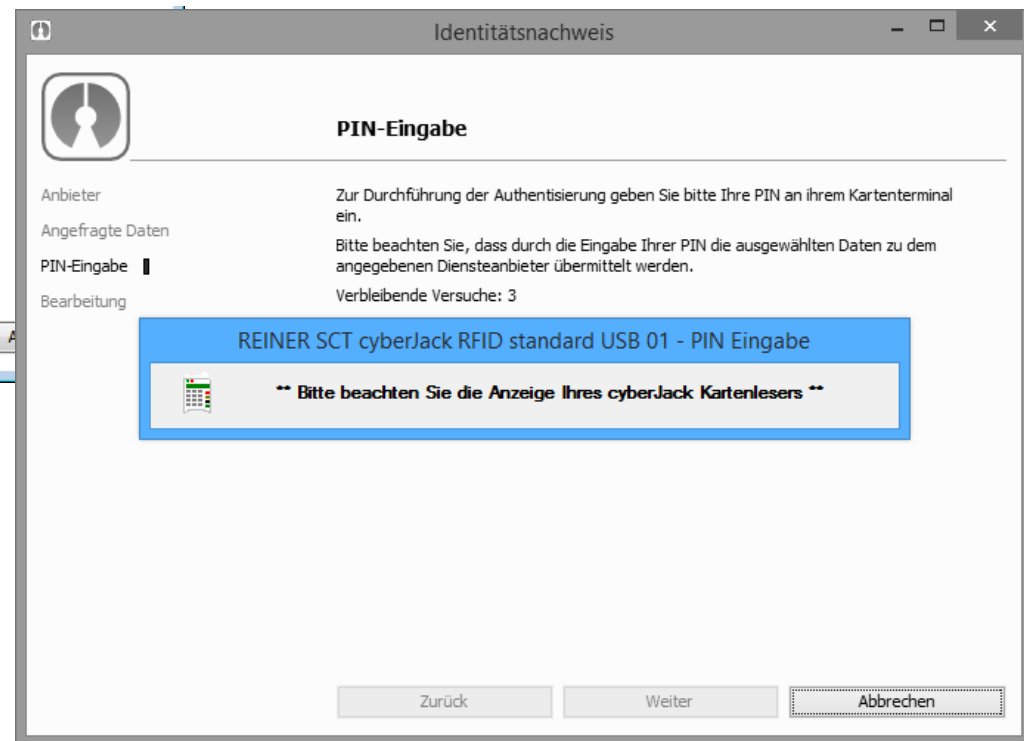 Identitätsnachweis
PIN-Eingabe
Anbieter
Angefragte Daten
PIN-Eingabe
Bearbeitung
Zur Durchführung der Authentisierung geben Sie bitte Ihre PIN an ihrem Kartenterminal
ein.
Bitte beachten Sie, dass durch die Eingabe Ihrer PIN die ausgewählten Daten zu dem
angegebenen Diensteanbieter übermittelt werden.
Verbleibende Versuche: 3
REINER SCT cyberJack RFID standard USB 01 - PIN Eingabe
** Bitte beachten Sie die Anzeige Ihres cyberJack Kartenlesers **
Zurück
Weiter
Abbrechen